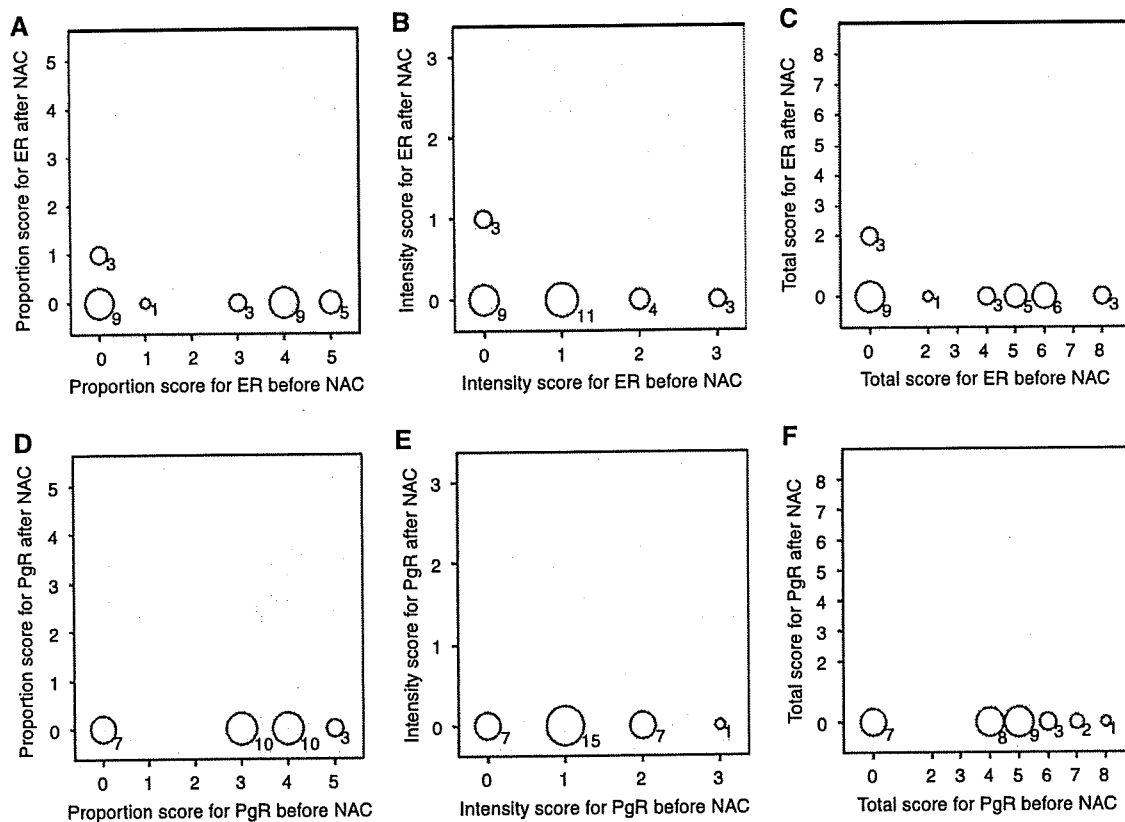 A
Proportion score for ER after NAC
5
4
3
2
1
0
3
9
1
3
9
5
0 1 2 3 4 5
Proportion score for ER before NAC
B
Intensity score for ER after NAC
3
2
1
0
3
9
11
4
3
0 1 2 3
Intensity score for ER before NAC
C
Total score for ER after NAC
8
7
6
5
4
3
2
0
3
9
1
3
5
6
3
0 2 3 4 5 6 7 8
Total score for ER before NAC
D
Proportion score for PgR after NAC
5
4
3
2
1
0
7
10
10
3
0 1 2 3 4 5
Proportion score for PgR before NAC
E
Intensity score for PgR after NAC
3
2
1
0
7
15
7
1
0 1 2 3
Intensity score for PgR before NAC
F
Total score for PgR after NAC
8
7
6
5
4
3
2
0
7
8
9
3
2
1
0 2 3 4 5 6 7 8
Total score for PgR before NAC